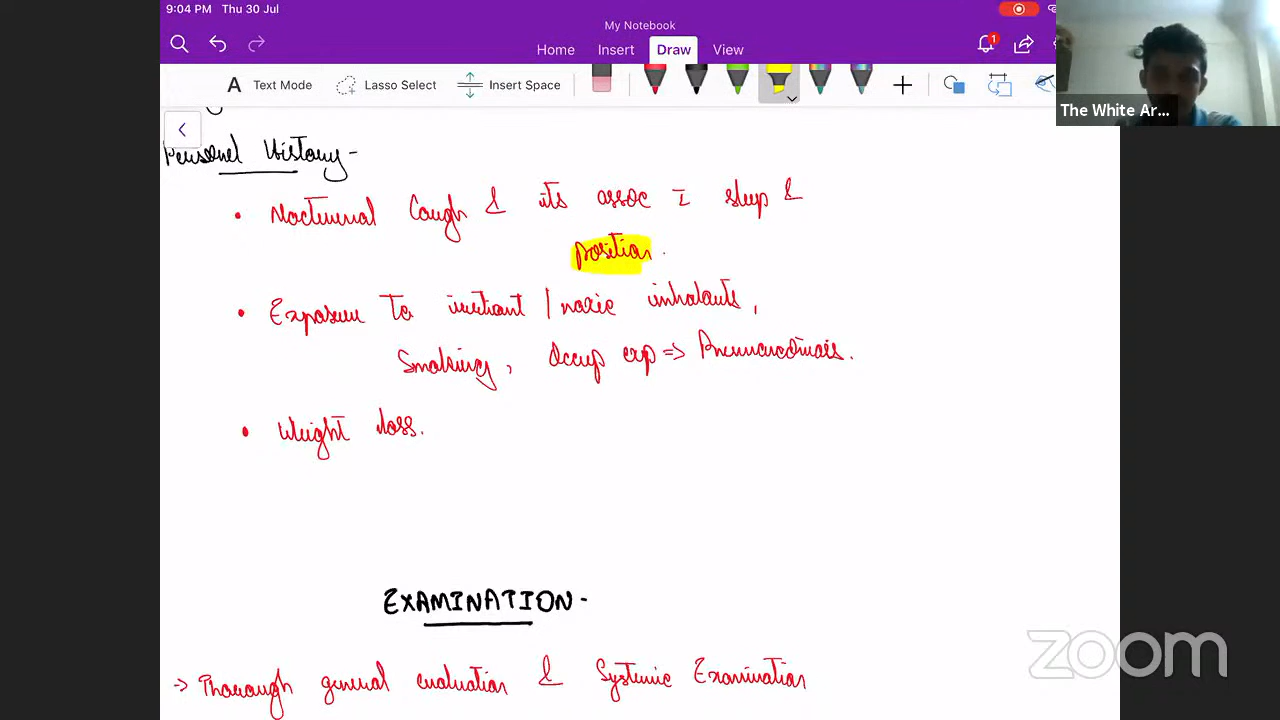 9:04 PM Thu 30 Jul
My Notebook
Home Insert Draw View
1
A Text Mode Lasso Select Insert Space
The White Ar...
Personal History -
• Nocturnal Cough & its assoc I sleep &
position.
• Exposure to irritant / noxic inhalants,
Smoking, Occup exp => Pneumoconiosis.
• Weight loss.
EXAMINATION -
-> Thorough general evaluation & Systemic Examination
zoom